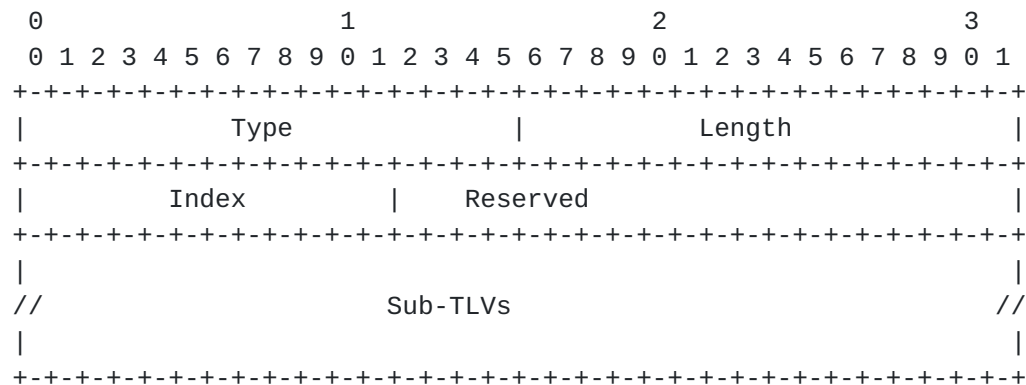 0                   1                   2                   3
 0 1 2 3 4 5 6 7 8 9 0 1 2 3 4 5 6 7 8 9 0 1 2 3 4 5 6 7 8 9 0 1
+-+-+-+-+-+-+-+-+-+-+-+-+-+-+-+-+-+-+-+-+-+-+-+-+-+-+-+-+-+-+-+-+
|             Type              |           Length              |
+-+-+-+-+-+-+-+-+-+-+-+-+-+-+-+-+-+-+-+-+-+-+-+-+-+-+-+-+-+-+-+-+
|         Index         |    Reserved                           |
+-+-+-+-+-+-+-+-+-+-+-+-+-+-+-+-+-+-+-+-+-+-+-+-+-+-+-+-+-+-+-+-+
|                                                               |
//                      Sub-TLVs                               //
|                                                               |
+-+-+-+-+-+-+-+-+-+-+-+-+-+-+-+-+-+-+-+-+-+-+-+-+-+-+-+-+-+-+-+-+